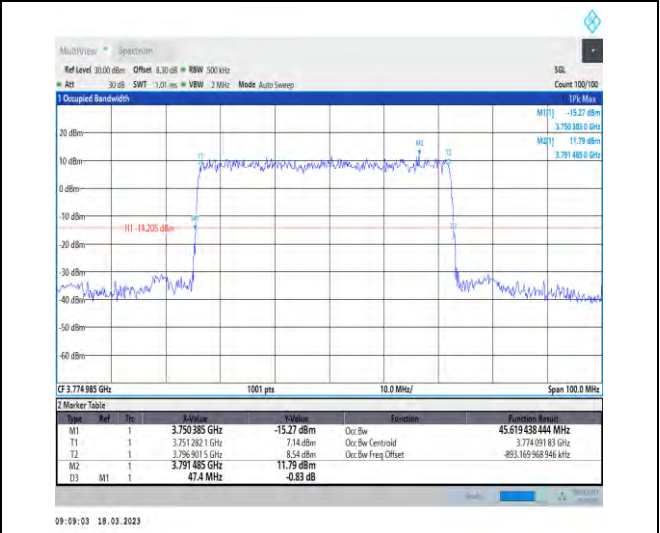 MultiView Spectrum
Ref Level 30.00 dBm Offset 8.30 dB RBW 500 kHz SGL
Att 30 dB SWT 1.01 ms VBW 2 MHz Mode Auto Sweep Count 100/100
1 Occupied Bandwidth 1Pk Max
M1[1] -15.27 dBm
3.750 385 0 GHz
M2[1] 11.79 dBm
3.791 485 0 GHz
20 dBm
M2
T1 T2
10 dBm
0 dBm
-10 dBm
M1
H1 -14.205 dBm
D3
-20 dBm
-30 dBm
-40 dBm
-50 dBm
-60 dBm
CF 3.774 985 GHz 1001 pts 10.0 MHz/ Span 100.0 MHz
2 Marker Table
Type Ref Trc X-Value Y-Value Function Function Result
M1 1 3.750 385 GHz -15.27 dBm Occ Bw 45.619 438 444 MHz
T1 1 3.751 282 1 GHz 7.14 dBm Occ Bw Centroid 3.774 091 83 GHz
T2 1 3.796 901 5 GHz 8.54 dBm Occ Bw Freq Offset -893.169 968 946 kHz
M2 1 3.791 485 GHz 11.79 dBm
D3 M1 1 47.4 MHz -0.83 dB
09:09:03 18.03.2023